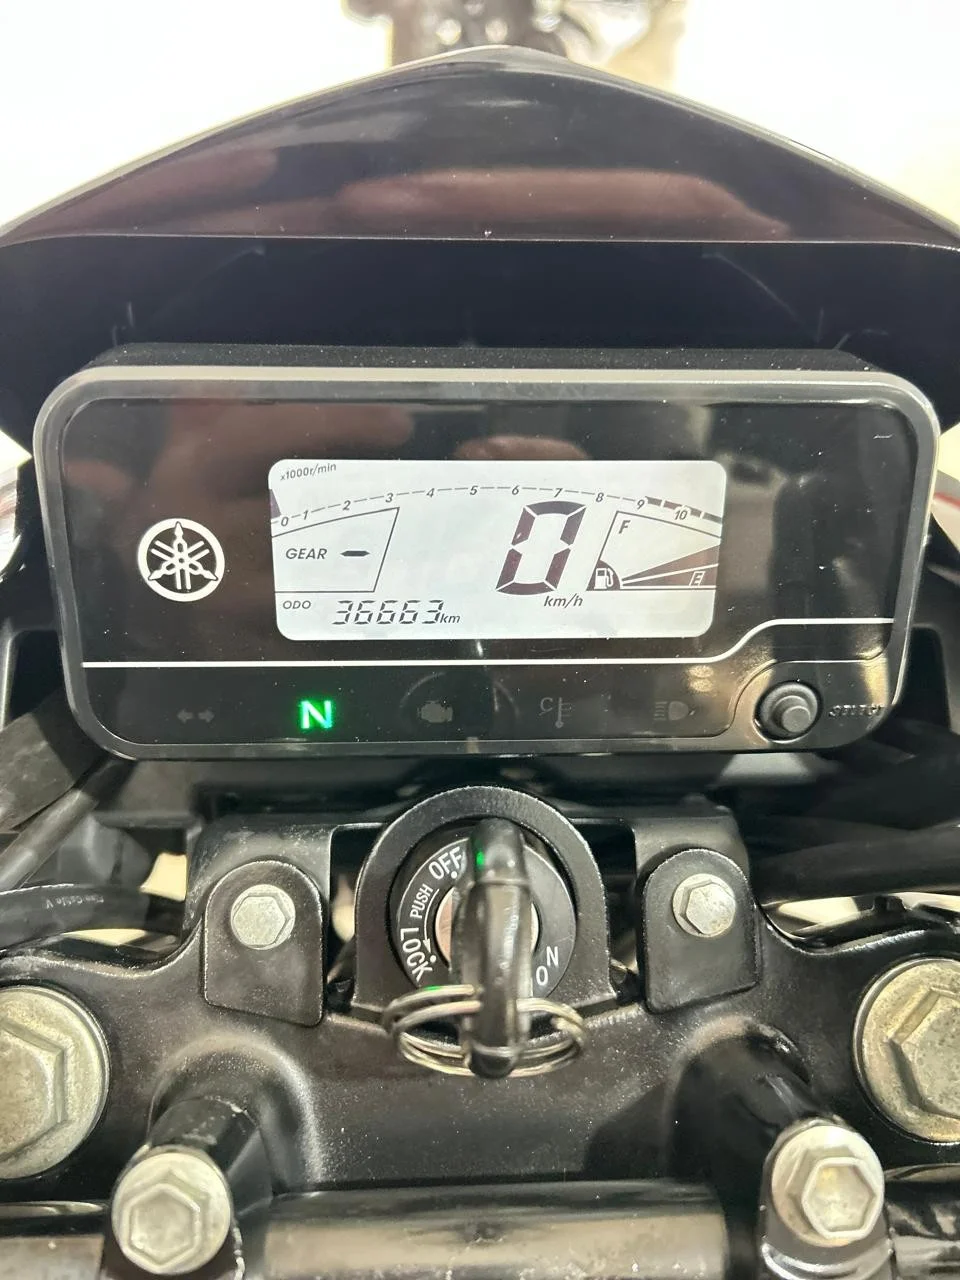 x1000r/min
0 1 2 3 4 5 6 7 8 9 10
F
GEAR -
0
E
km/h
ODO 36663km
N
C
OFF
PUSH
LOCK
ON